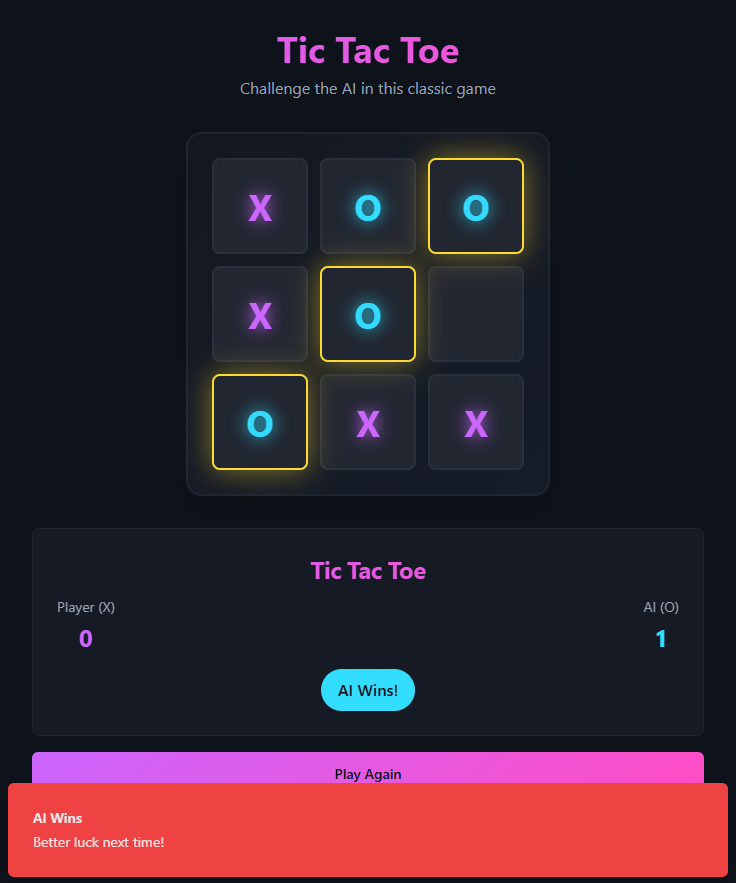 Tic Tac Toe
Challenge the AI in this classic game
X O O
X O
O X X
Tic Tac Toe
Player (X) AI (O)
0 1
AI Wins!
Play Again
AI Wins
Better luck next time!